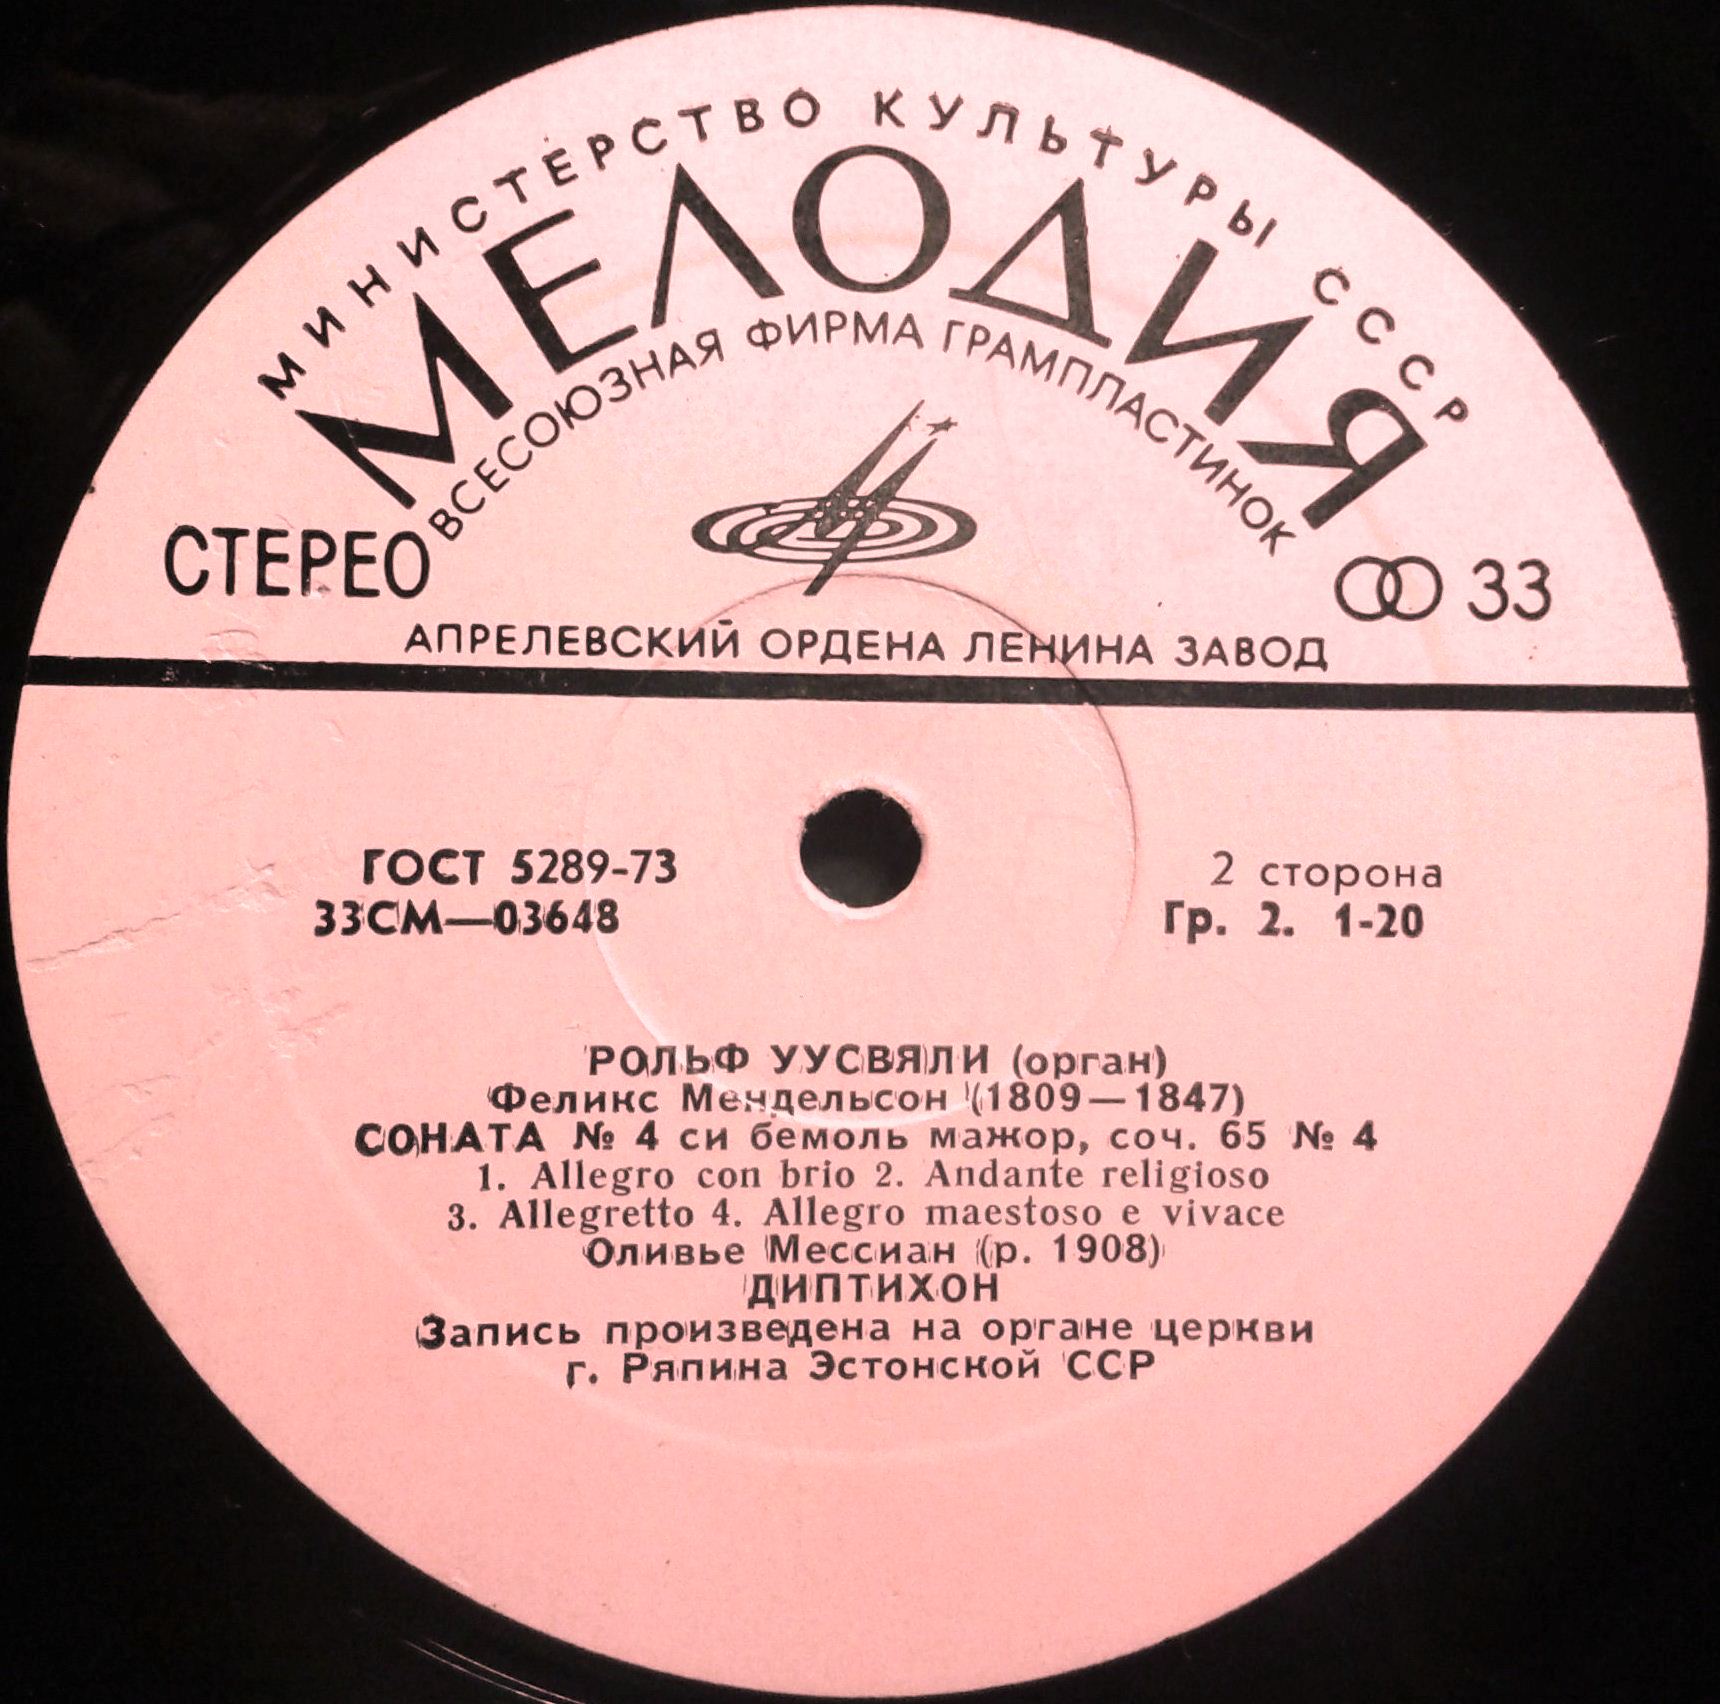 МИНИСТЕРСТВО КУЛЬТУРЫ СССР
МЕЛОДИЯ
ВСЕСОЮЗНАЯ ФИРМА ГРАМПЛАСТИНОК
СТЕРЕО
33
АПРЕЛЕВСКИЙ ОРДЕНА ЛЕНИНА ЗАВОД
ГОСТ 5289-73
33СМ—03648
2 сторона
Гр. 2. 1-20
РОЛЬФ УУСВЯЛИ (орган)
Феликс Мендельсон (1809—1847)
СОНАТА № 4 си бемоль мажор, соч. 65 № 4
1. Allegro con brio 2. Andante religioso
3. Allegretto 4. Allegro maestoso e vivace
Оливье Мессиан (р. 1908)
ДИПТИХОН
Запись произведена на органе церкви
г. Ряпина Эстонской ССР